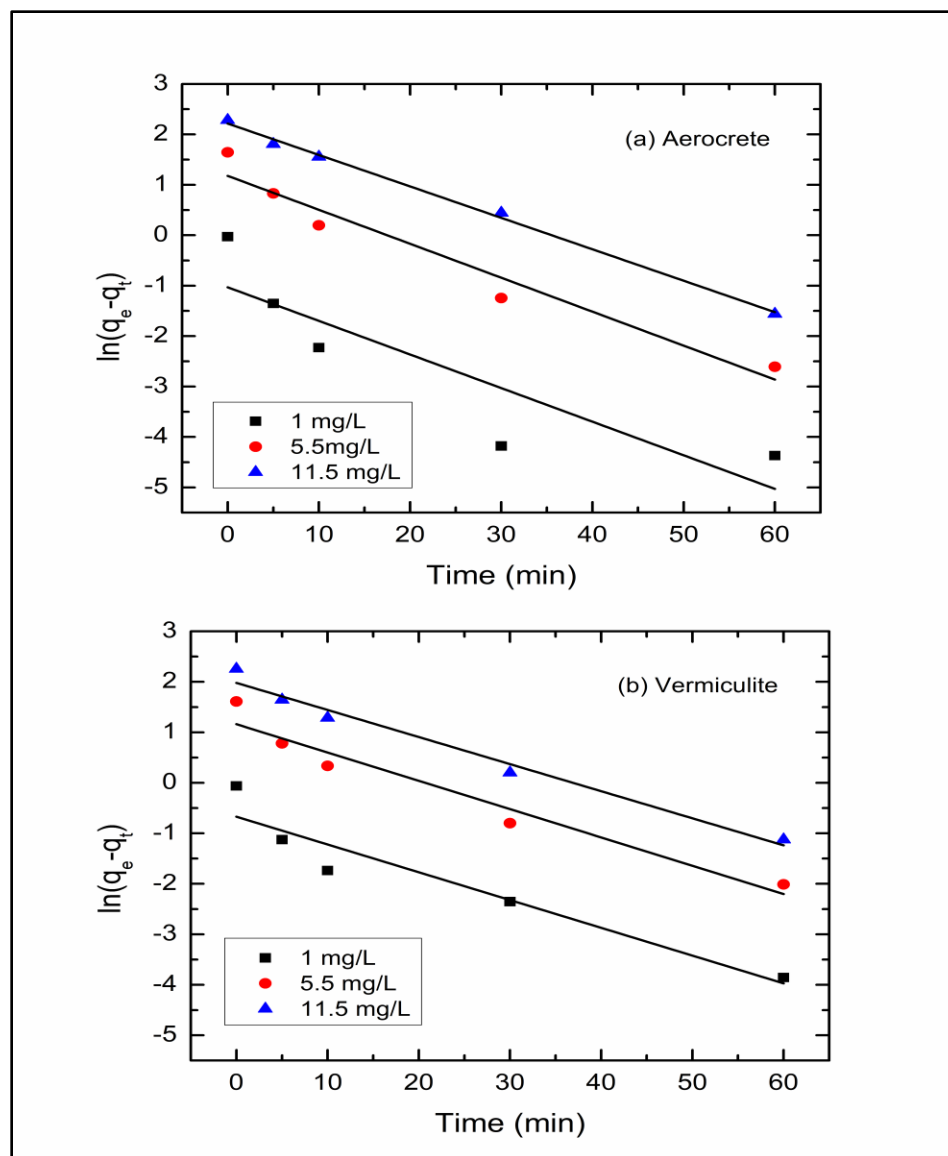 3
2
1
0
-1
-2
-3
-4
-5
ln(qe-qt)
(a) Aerocrete
1 mg/L
5.5mg/L
11.5 mg/L
0 10 20 30 40 50 60
Time (min)
3
2
1
0
-1
-2
-3
-4
-5
ln(qe-qt)
(b) Vermiculite
1 mg/L
5.5 mg/L
11.5 mg/L
0 10 20 30 40 50 60
Time (min)